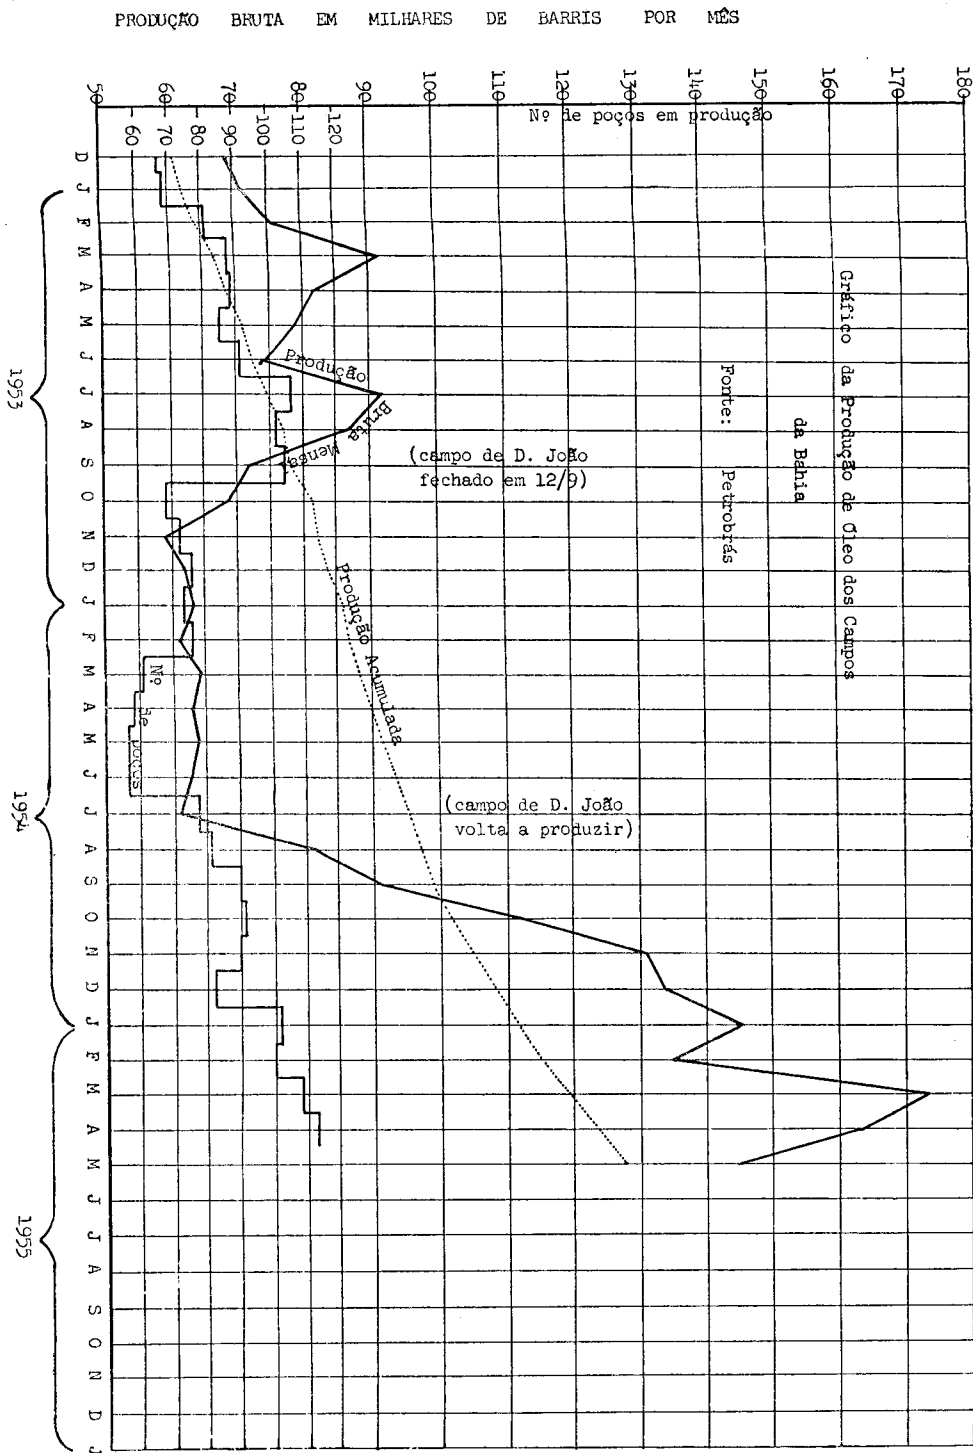 PRODUÇÃO BRUTA EM MILHARES DE BARRIS POR MÊS
50 60 70 80 90 100 110 120 130 140 150 160 170 180
Nº de poços em produção
60 70 80 90 100 110 120
Gráfico da Produção de Óleo dos Campos
da Bahia
Fonte: Petrobrás
Produção
Bruta
Mensal
(campo de D. João
fechado em 12/9)
Produção Acumulada
Nº de poços
(campo de D. João
volta a produzir)
D J F M A M J J A S O N D J F M A M J J A S O N D J F M A M J J A S O N D J
1953
1954
1955